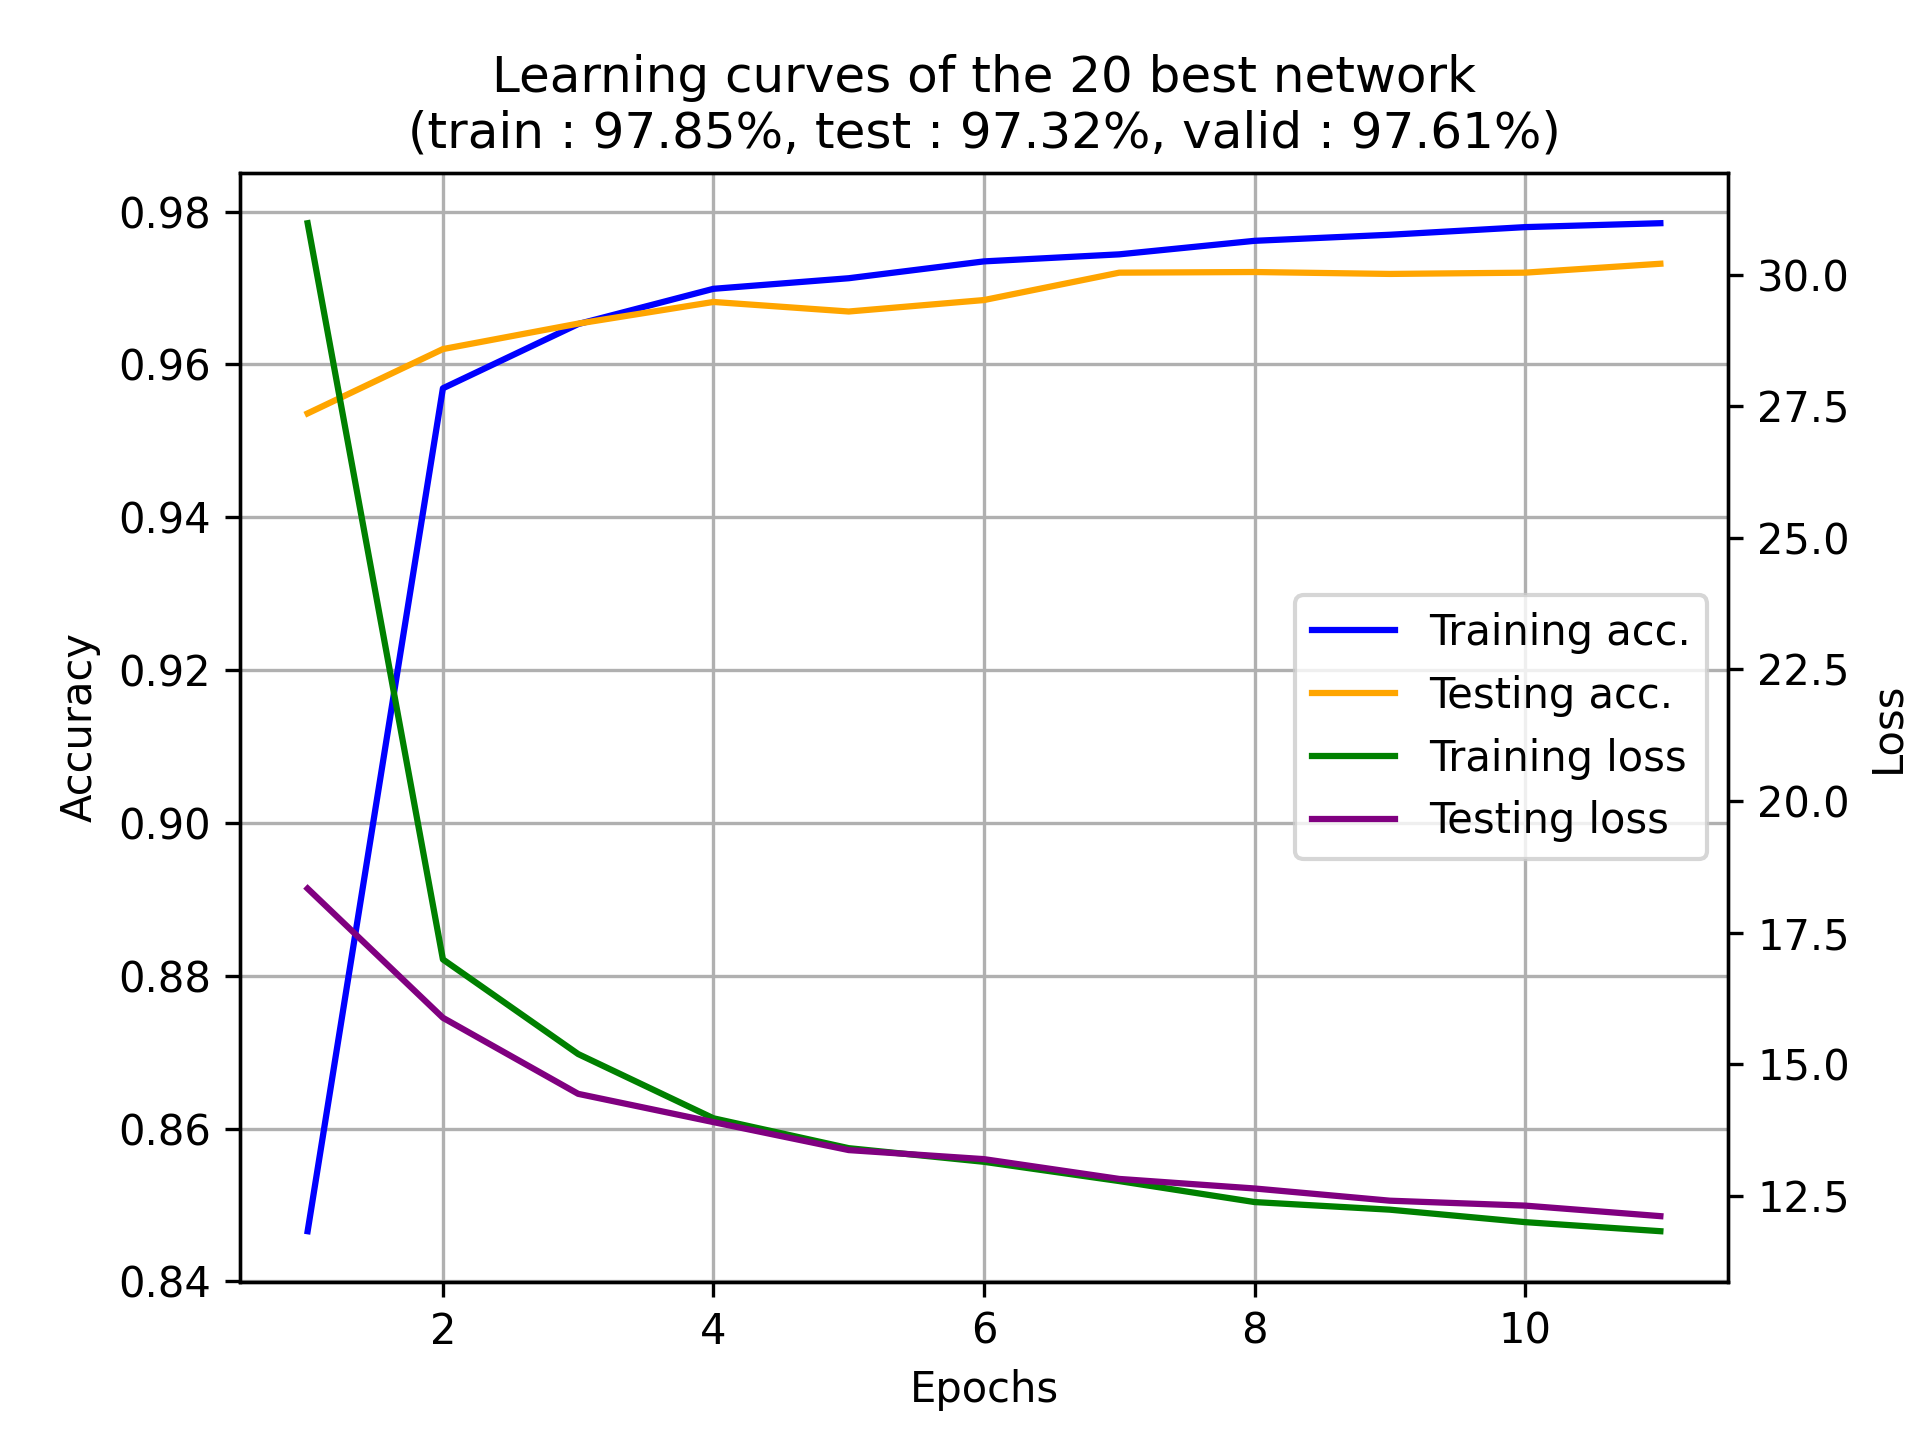 Learning curves of the 20 best network
(train : 97.85%, test : 97.32%, valid : 97.61%)
0.98
0.96
0.94
0.92
0.90
0.88
0.86
0.84
Accuracy
30.0
27.5
25.0
22.5
20.0
17.5
15.0
12.5
Loss
Training acc.
Testing acc.
Training loss
Testing loss
2 4 6 8 10
Epochs